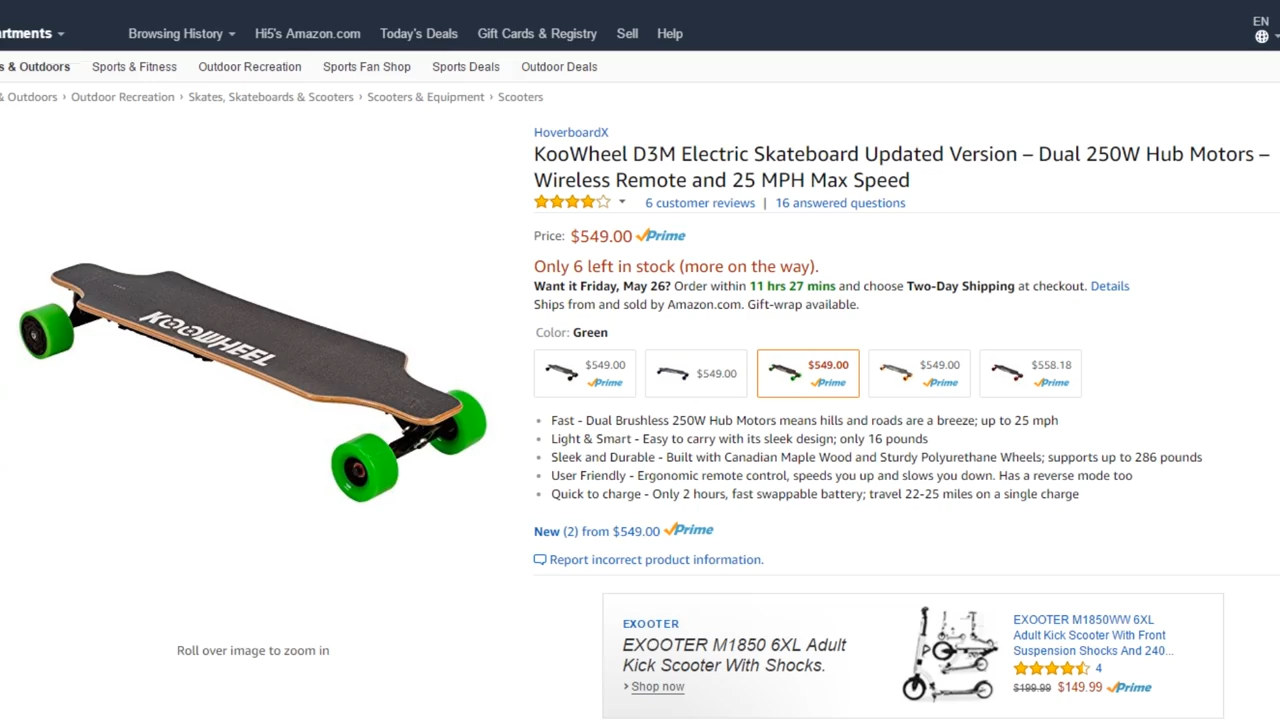 rtments
Browsing History
Hi5's Amazon.com
Today's Deals
Gift Cards & Registry
Sell
Help
EN
s & Outdoors
Sports & Fitness
Outdoor Recreation
Sports Fan Shop
Sports Deals
Outdoor Deals
& Outdoors › Outdoor Recreation › Skates, Skateboards & Scooters › Scooters & Equipment › Scooters
HoverboardX
KooWheel D3M Electric Skateboard Updated Version – Dual 250W Hub Motors –
Wireless Remote and 25 MPH Max Speed
6 customer reviews | 16 answered questions
Price: $549.00 Prime
Only 6 left in stock (more on the way).
Want it Friday, May 26? Order within 11 hrs 27 mins and choose Two-Day Shipping at checkout. Details
Ships from and sold by Amazon.com. Gift-wrap available.
Color: Green
$549.00 Prime
$549.00
$549.00 Prime
$549.00 Prime
$558.18 Prime
KOOWHEEL
• Fast - Dual Brushless 250W Hub Motors means hills and roads are a breeze; up to 25 mph
• Light & Smart - Easy to carry with its sleek design; only 16 pounds
• Sleek and Durable - Built with Canadian Maple Wood and Sturdy Polyurethane Wheels; supports up to 286 pounds
• User Friendly - Ergonomic remote control, speeds you up and slows you down. Has a reverse mode too
• Quick to charge - Only 2 hours, fast swappable battery; travel 22-25 miles on a single charge
New (2) from $549.00 Prime
Report incorrect product information.
Roll over image to zoom in
EXOOTER
EXOOTER M1850 6XL Adult
Kick Scooter With Shocks.
› Shop now
EXOOTER M1850WW 6XL
Adult Kick Scooter With Front
Suspension Shocks And 240...
4
$199.99 $149.99 Prime